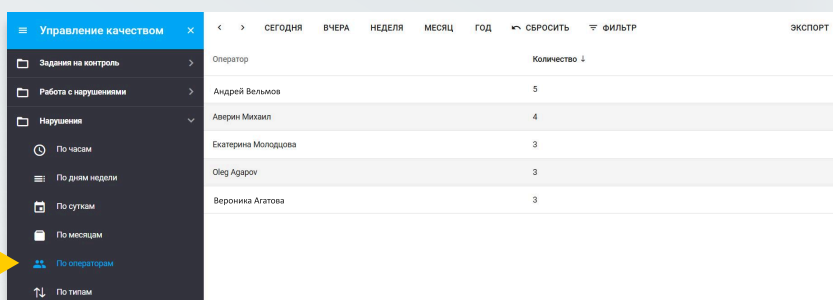 Управление качеством
СЕГОДНЯ ВЧЕРА НЕДЕЛЯ МЕСЯЦ ГОД СБРОСИТЬ ФИЛЬТР ЭКСПОРТ
Задания на контроль
Работа с нарушениями
Нарушения
По часам
По дням недели
По суткам
По месяцам
По операторам
По типам
Оператор Количество ↓
Андрей Вельмов 5
Аверин Михаил 4
Екатерина Молодцова 3
Oleg Agapov 3
Вероника Агатова 3